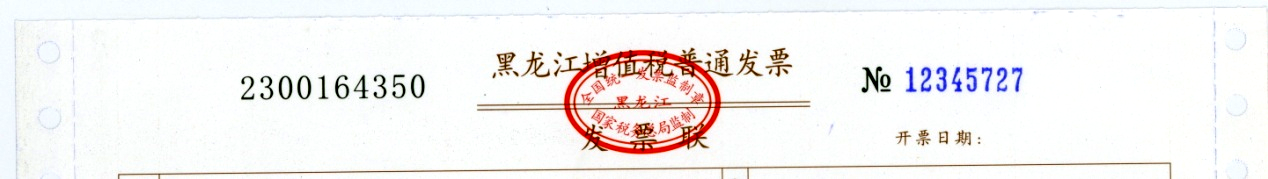 黑龙江增值税普通发票
2300164350
№ 12345727
全国统一发票监制章
黑龙江
国家税务总局监制
发票联
开票日期: